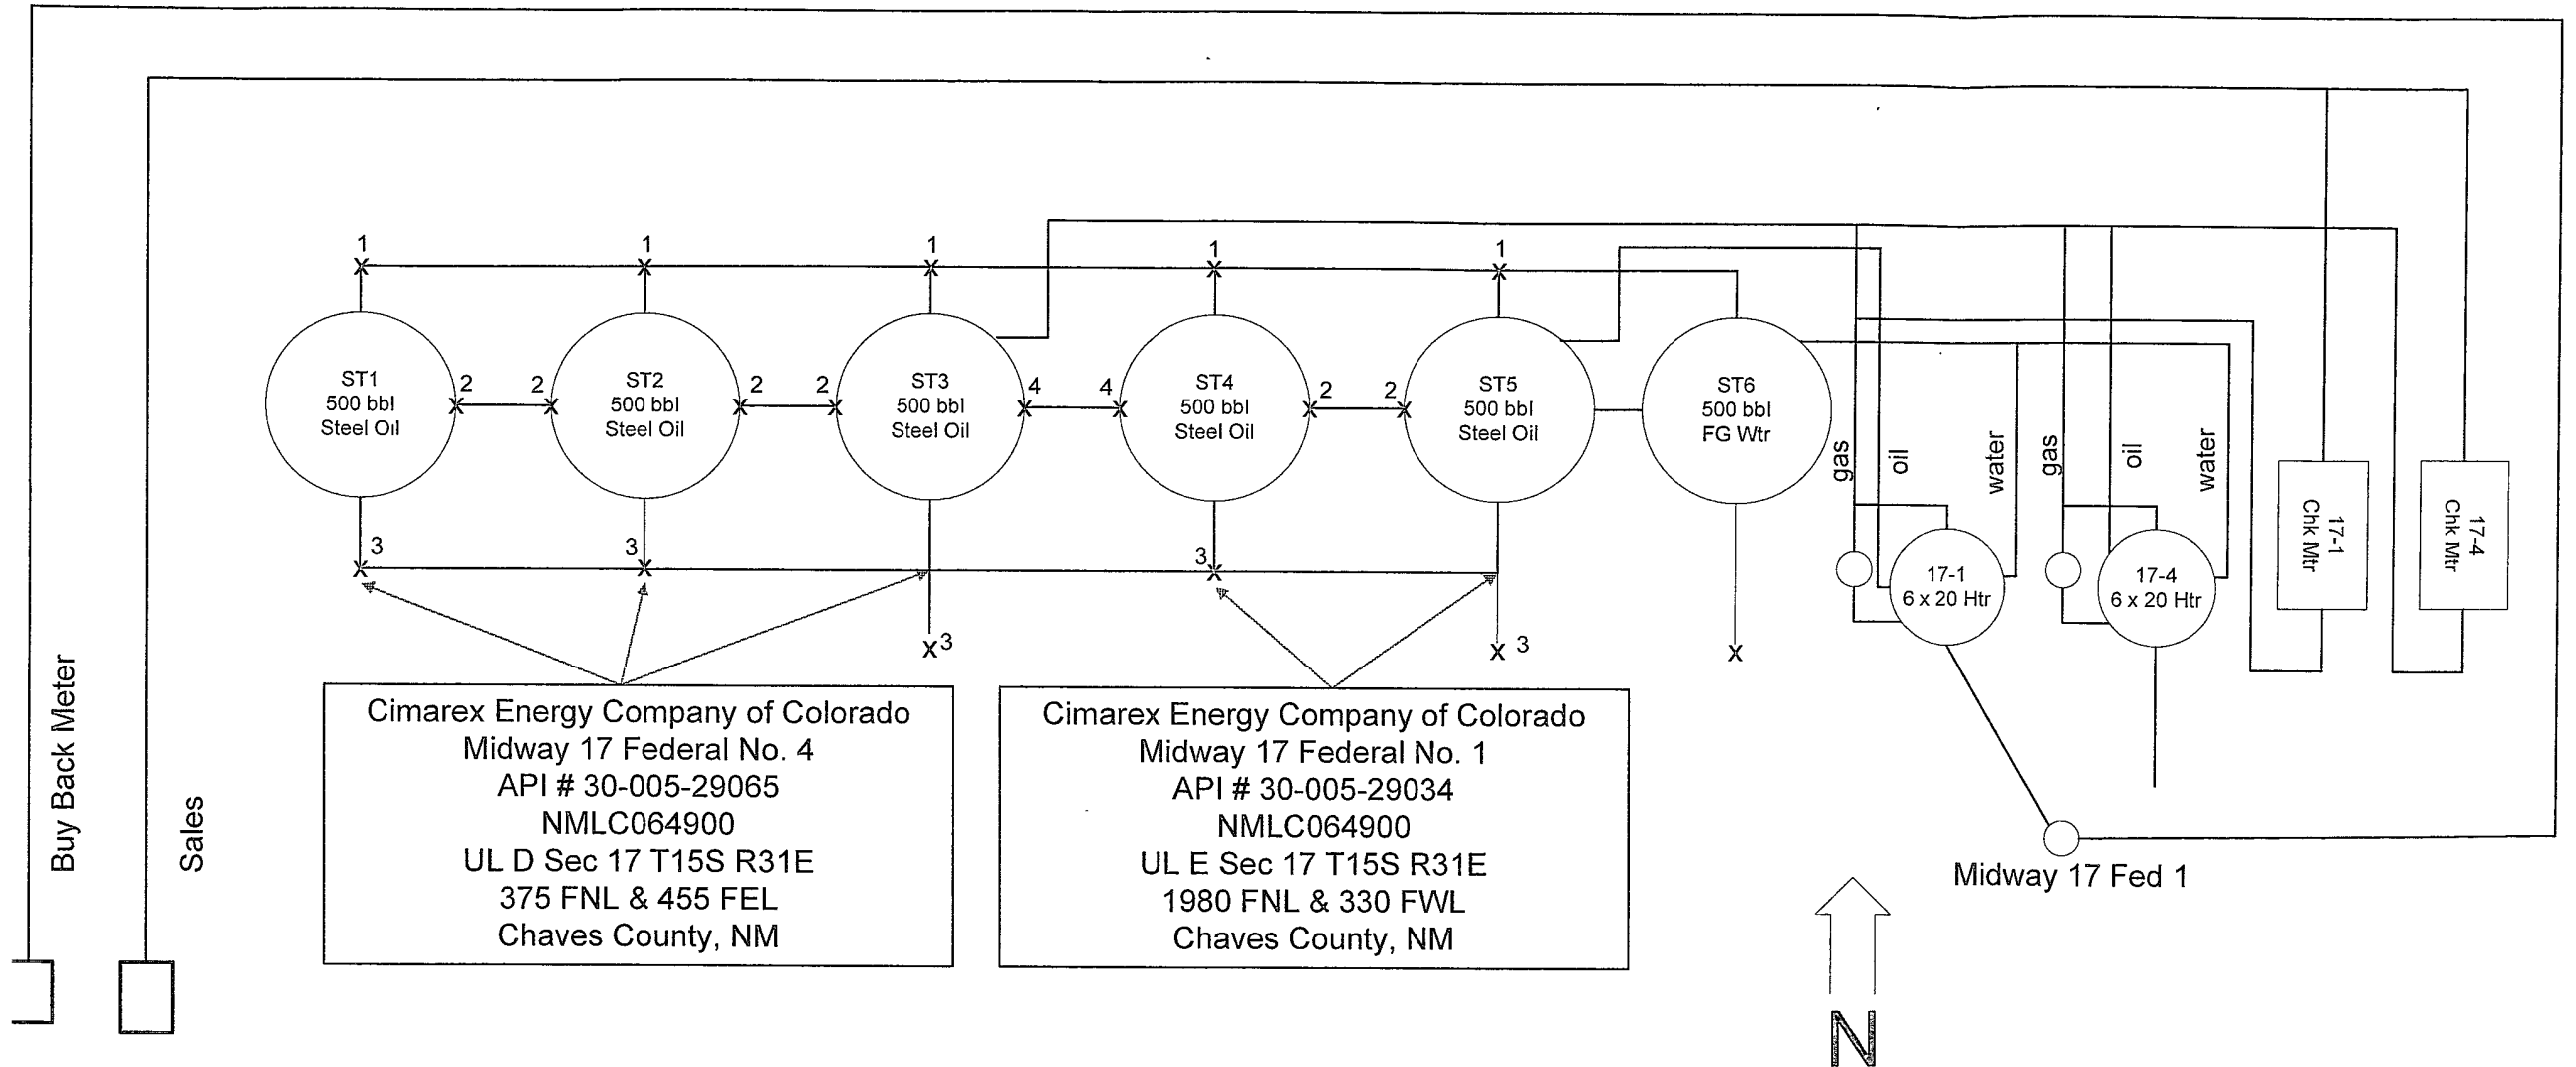 1
1
1
1
1
ST1
500 bbl
Steel Oil
2
2
ST2
500 bbl
Steel Oil
2
2
ST3
500 bbl
Steel Oil
4
4
ST4
500 bbl
Steel Oil
2
2
ST5
500 bbl
Steel Oil
ST6
500 bbl
FG Wtr
gas
oil
water
gas
oil
water
17-1
Chk Mtr
17-4
Chk Mtr
3
3
3
x3
x 3
x
17-1
6 x 20 Htr
17-4
6 x 20 Htr
Buy Back Meter
Sales
Cimarex Energy Company of Colorado
Midway 17 Federal No. 4
API # 30-005-29065
NMLC064900
UL D Sec 17 T15S R31E
375 FNL & 455 FEL
Chaves County, NM
Cimarex Energy Company of Colorado
Midway 17 Federal No. 1
API # 30-005-29034
NMLC064900
UL E Sec 17 T15S R31E
1980 FNL & 330 FWL
Chaves County, NM
Midway 17 Fed 1
N